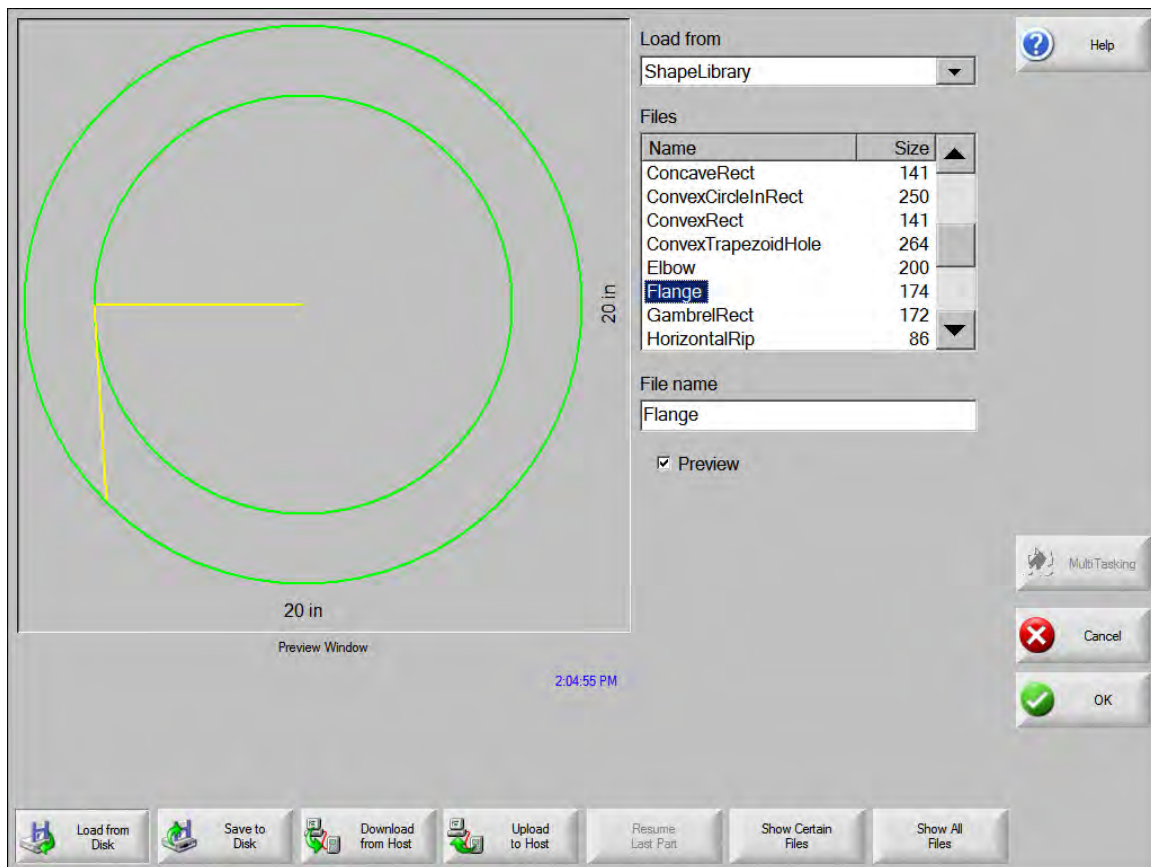 Load from
ShapeLibrary
Help
Files
Name Size
ConcaveRect 141
ConvexCircleInRect 250
ConvexRect 141
ConvexTrapezoidHole 264
Elbow 200
Flange 174
GambrelRect 172
HorizontalRip 86
20 in
File name
Flange
Preview
20 in
Preview Window
2:04:55 PM
MultiTasking
Cancel
OK
Load from
Disk
Save to
Disk
Download
from Host
Upload
to Host
Resume
Last Part
Show Certain
Files
Show All
Files